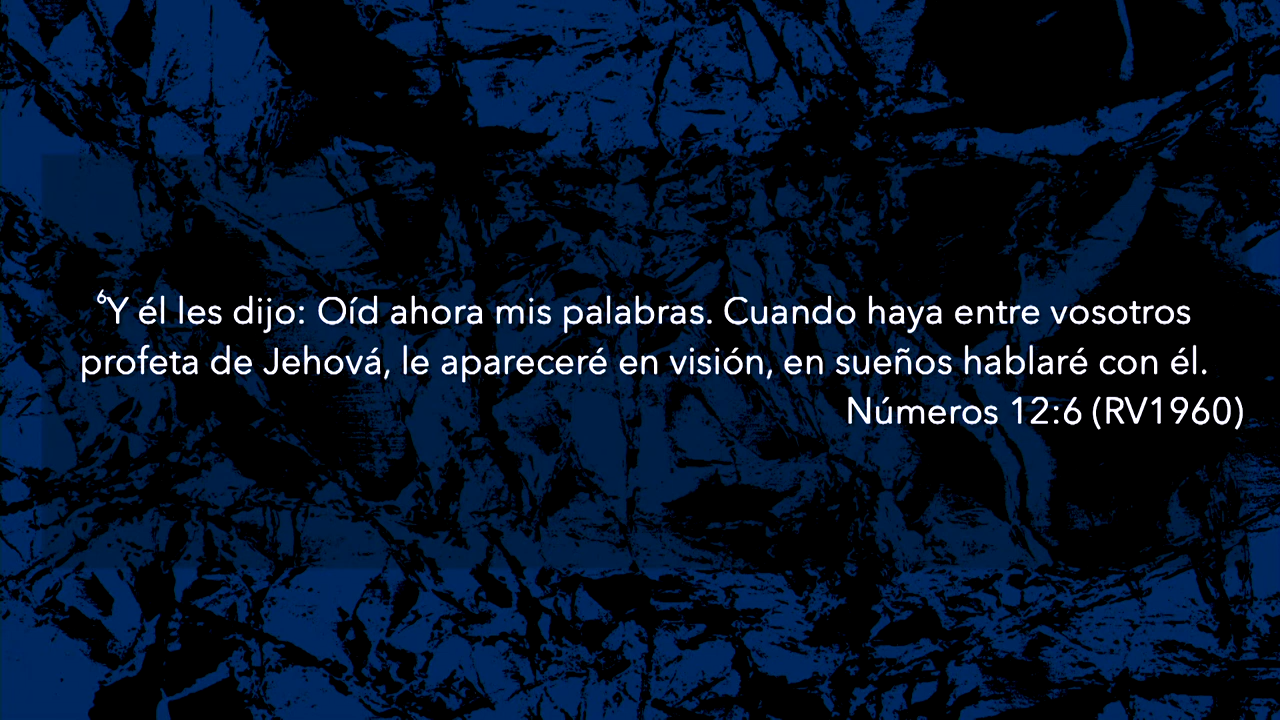 ⁶Y él les dijo: Oíd ahora mis palabras. Cuando haya entre vosotros
profeta de Jehová, le apareceré en visión, en sueños hablaré con él.
Números 12:6 (RV1960)